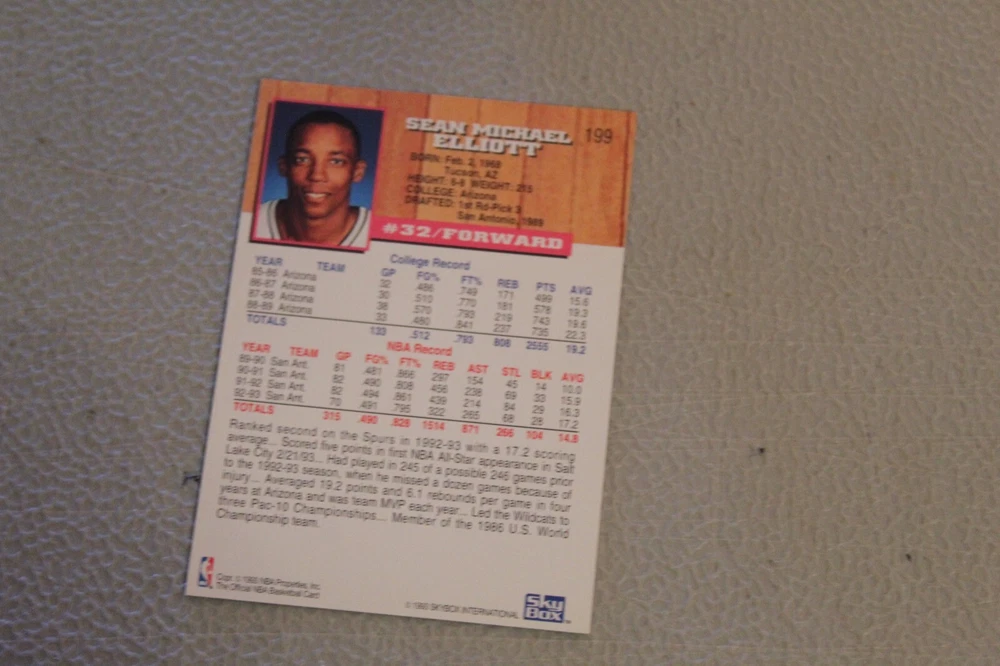 SEAN MICHAEL
ELLIOTT
199
BORN: Feb. 2, 1968
Tucson, AZ
HEIGHT: 6-8 WEIGHT: 215
COLLEGE: Arizona
DRAFTED: 1st Rd-Pick 3
San Antonio, 1989
#32/FORWARD
College Record
YEAR TEAM GP FG% FT% REB PTS AVG
85-86 Arizona 32 .486 .749 171 499 15.6
86-87 Arizona 30 .510 .770 181 578 19.3
87-88 Arizona 38 .570 .793 219 743 19.6
88-89 Arizona 33 .480 .841 237 735 22.3
TOTALS 133 .512 .793 808 2555 19.2
NBA Record
YEAR TEAM GP FG% FT% REB AST STL BLK AVG
89-90 San Ant. 81 .481 .866 297 154 45 14 10.0
90-91 San Ant. 82 .490 .808 456 238 69 33 15.9
91-92 San Ant. 82 .494 .861 439 214 84 29 16.3
92-93 San Ant. 70 .491 .795 322 265 68 28 17.2
TOTALS 315 .490 .828 1514 871 266 104 14.8
Ranked second on the Spurs in 1992-93 with a 17.2 scoring
average... Scored five points in first NBA All-Star appearance in Salt
Lake City 2/21/93... Had played in 245 of a possible 246 games prior
to the 1992-93 season, when he missed a dozen games because of
injury... Averaged 19.2 points and 6.1 rebounds per game in four
years at Arizona and was team MVP each year... Led the Wildcats to
three Pac-10 Championships... Member of the 1986 U.S. World
Championship team.
Copr. © 1993 NBA Properties, Inc.
The Official NBA Basketball Card
© 1993 SKYBOX INTERNATIONAL
SkyBox™